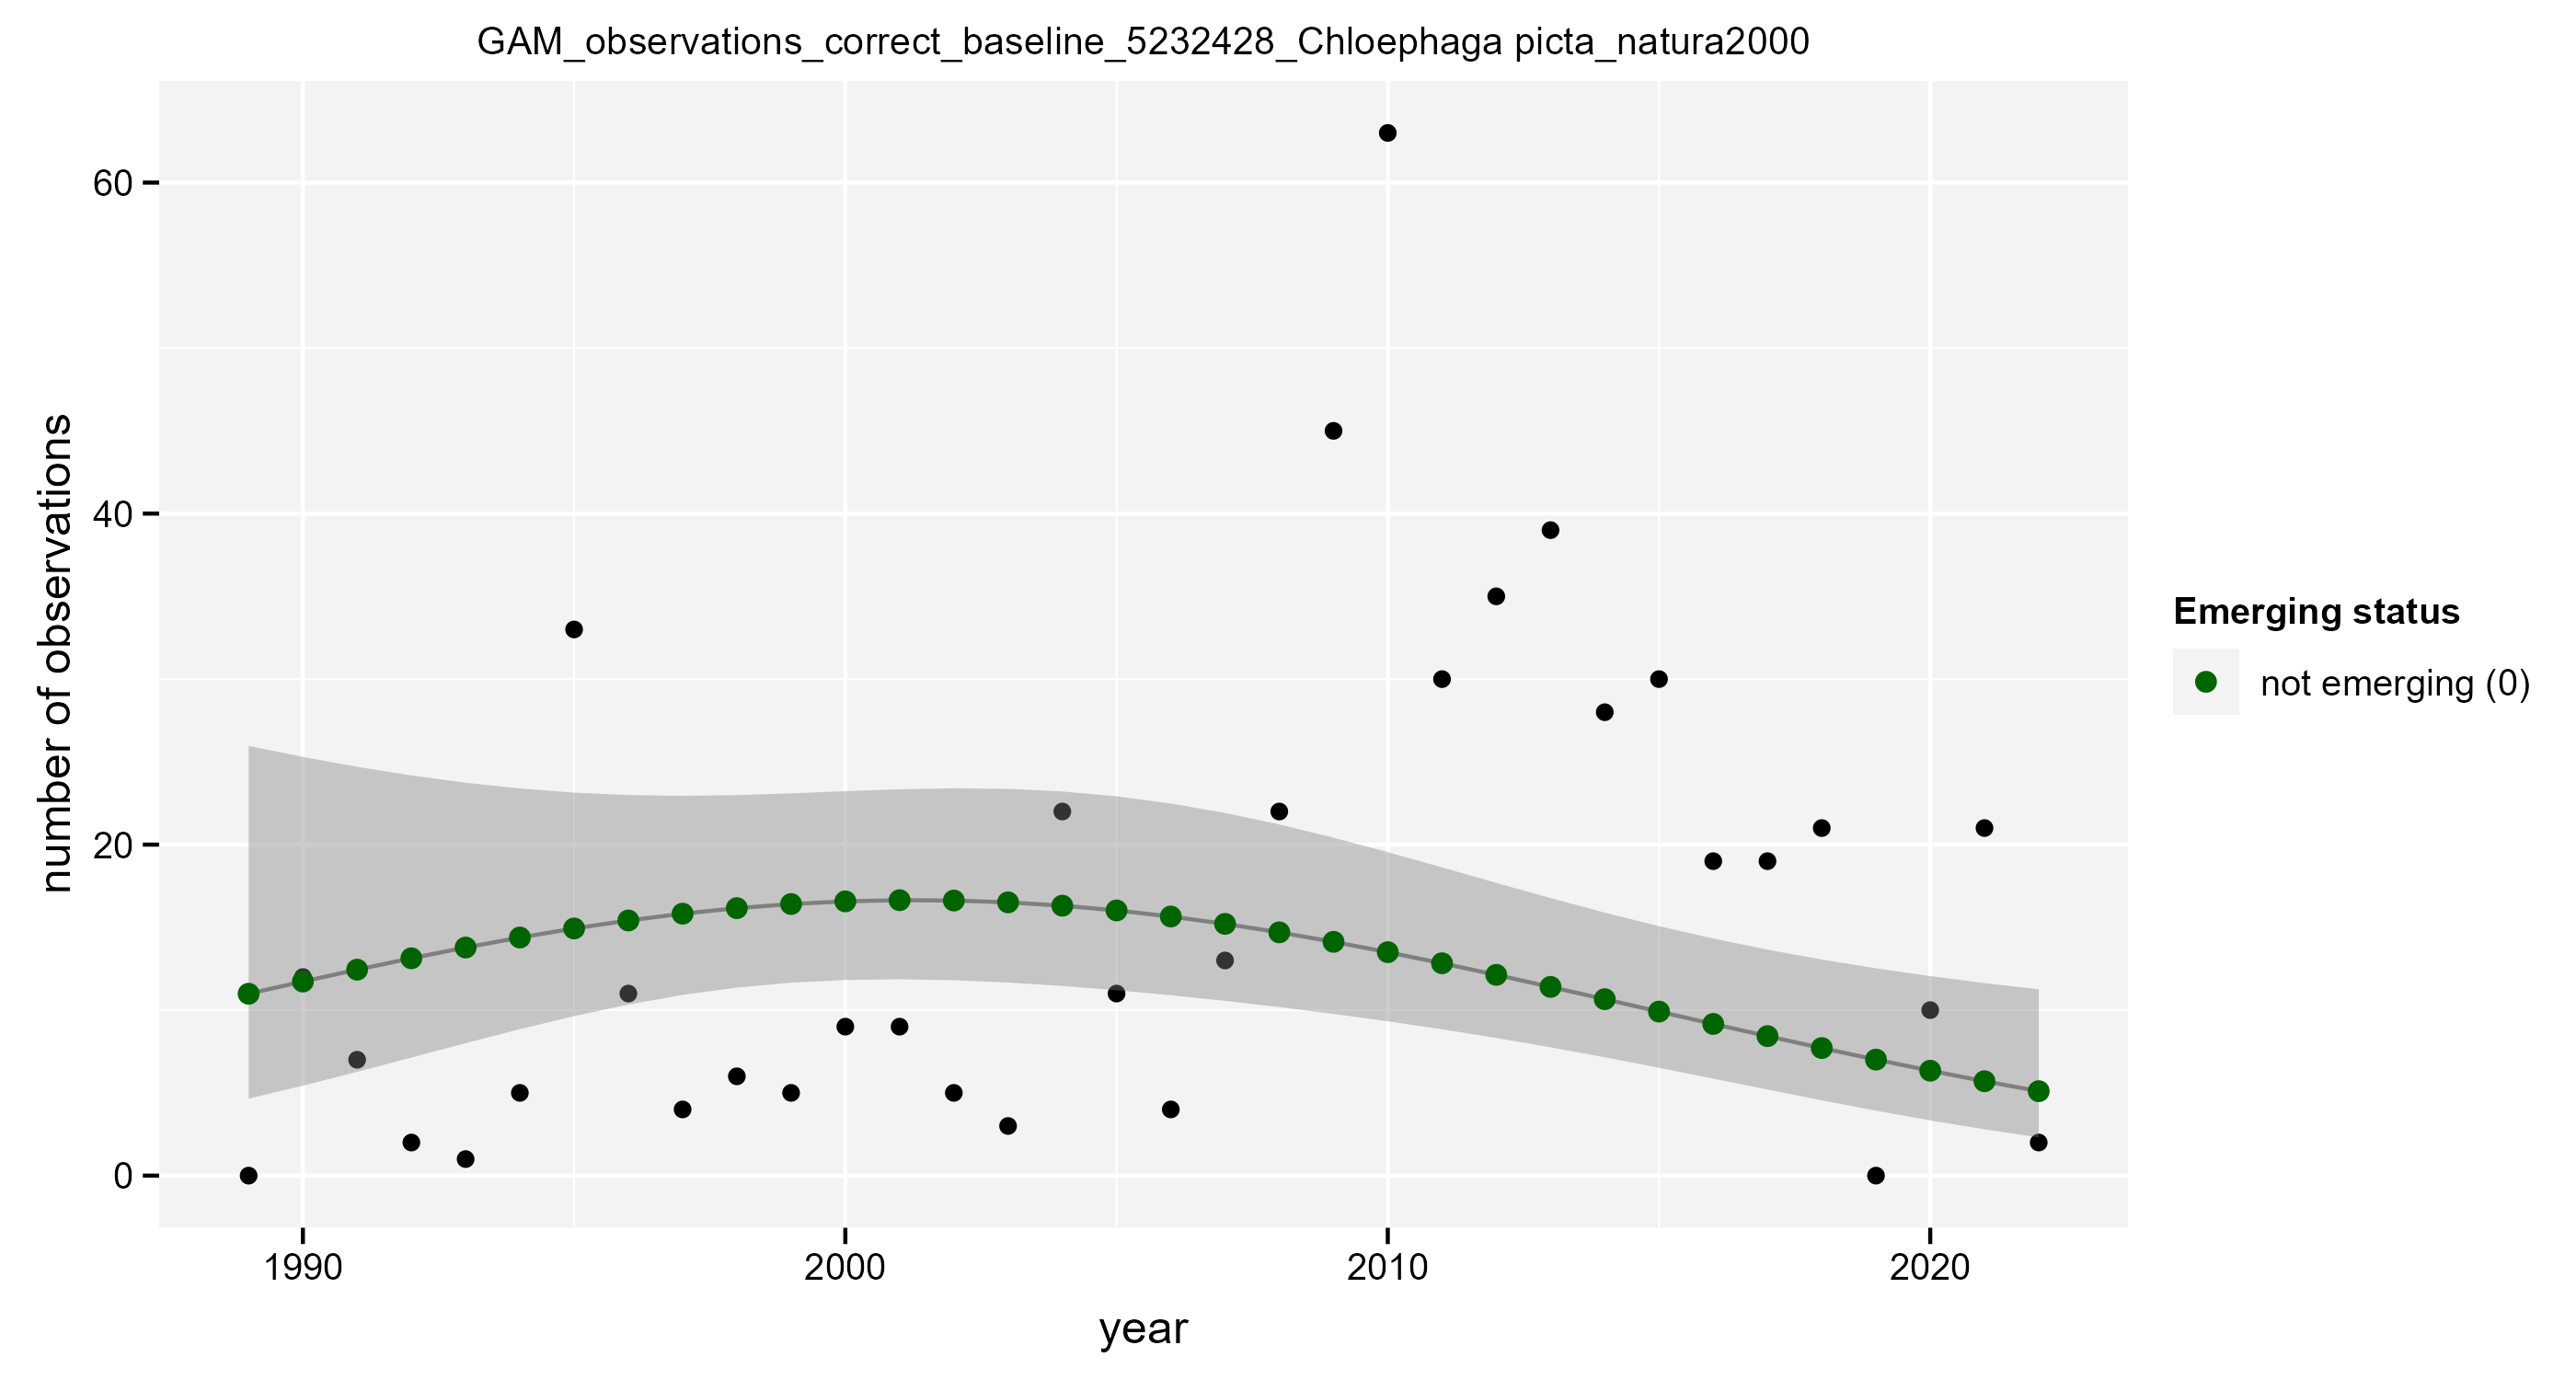 GAM_observations_correct_baseline_5232428_Chloephaga picta_natura2000
number of observations
60
40
20
0
1990
2000
2010
2020
year
Emerging status
not emerging (0)